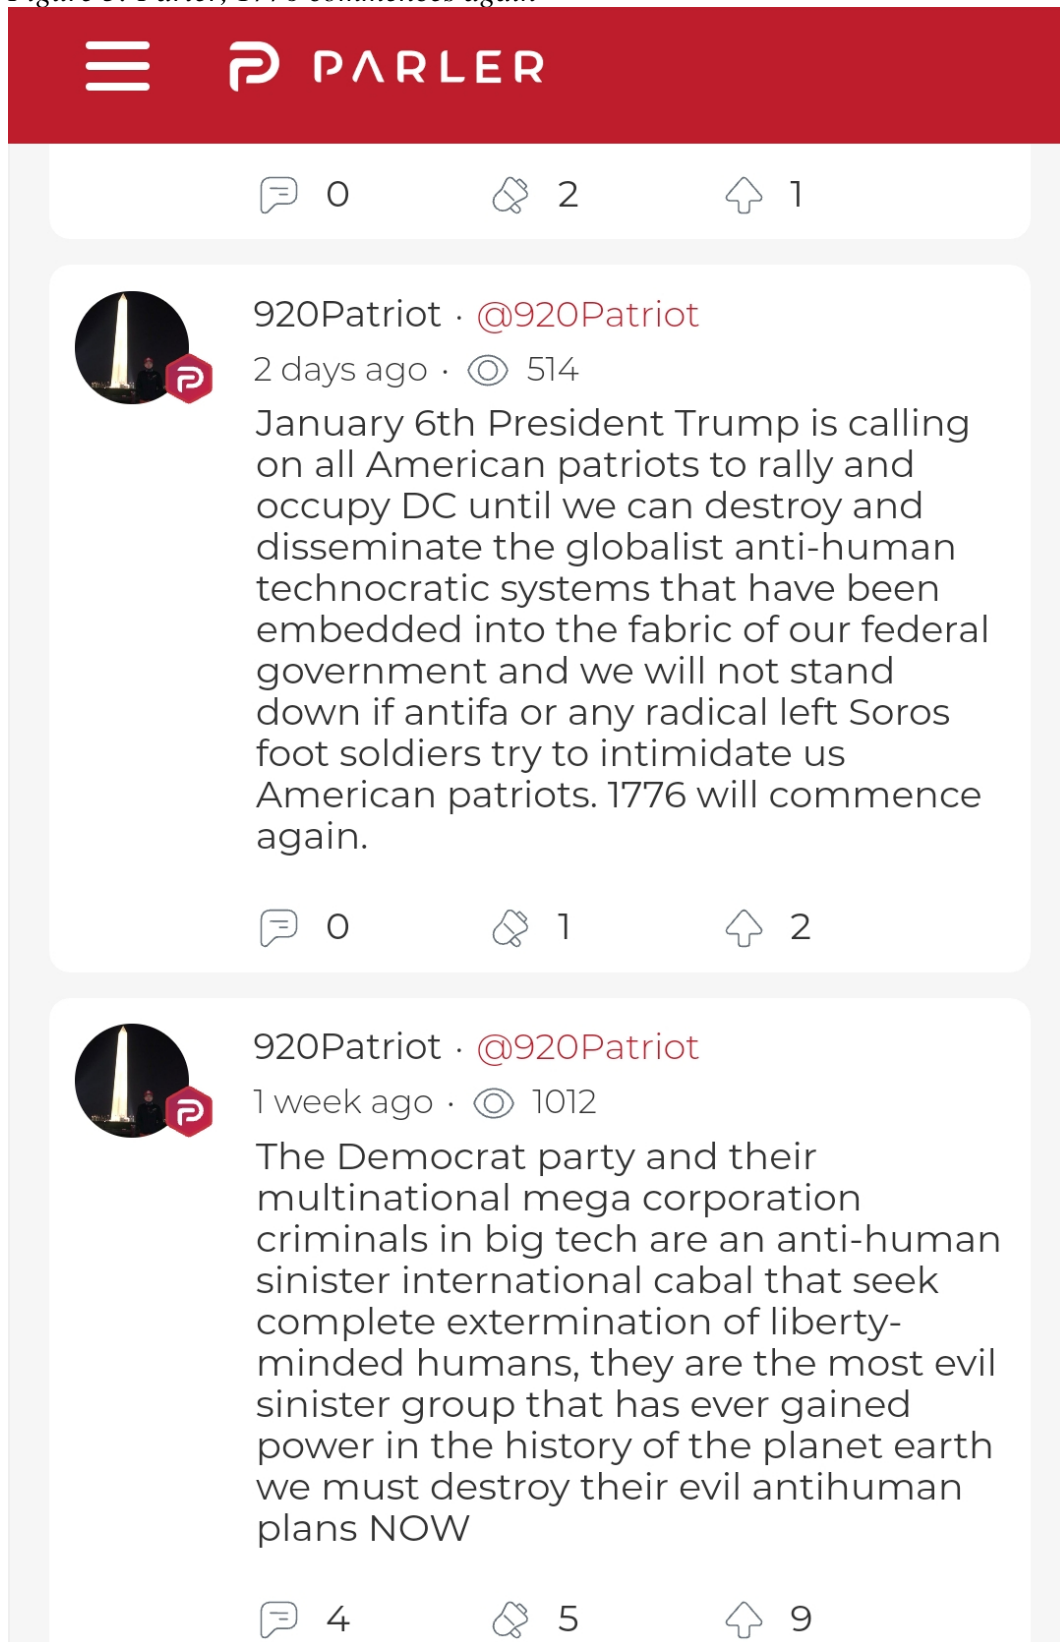 Figure 3: Parler, 1776 commences again
PARLER
0 2 1
920Patriot · @920Patriot
2 days ago · 514
January 6th President Trump is calling
on all American patriots to rally and
occupy DC until we can destroy and
disseminate the globalist anti-human
technocratic systems that have been
embedded into the fabric of our federal
government and we will not stand
down if antifa or any radical left Soros
foot soldiers try to intimidate us
American patriots. 1776 will commence
again.
0 1 2
920Patriot · @920Patriot
1 week ago · 1012
The Democrat party and their
multinational mega corporation
criminals in big tech are an anti-human
sinister international cabal that seek
complete extermination of liberty-
minded humans, they are the most evil
sinister group that has ever gained
power in the history of the planet earth
we must destroy their evil antihuman
plans NOW
4 5 9